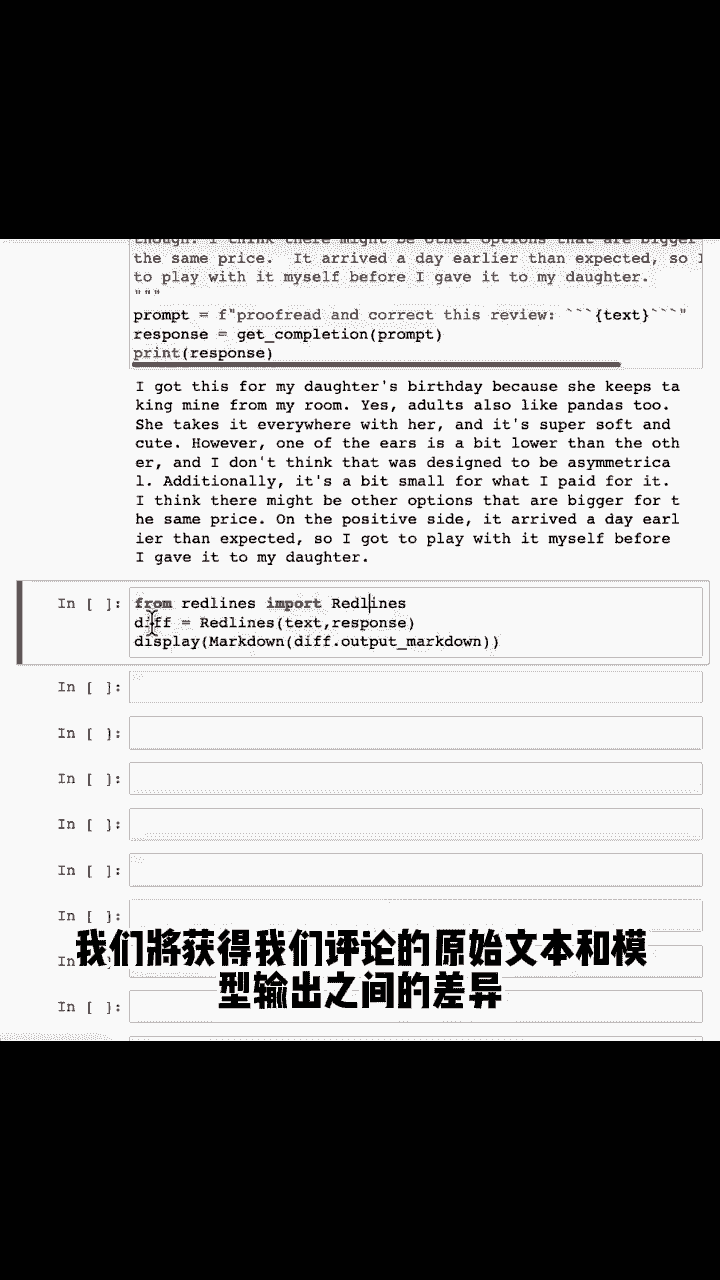 though. I think there might be other options that are bigger
the same price.  It arrived a day earlier than expected, so I
to play with it myself before I gave it to my daughter.
"""
prompt = f"proofread and correct this review: ```{text}```"
response = get_completion(prompt)
print(response)
I got this for my daughter's birthday because she keeps ta
king mine from my room. Yes, adults also like pandas too.
She takes it everywhere with her, and it's super soft and
cute. However, one of the ears is a bit lower than the oth
er, and I don't think that was designed to be asymmetrica
l. Additionally, it's a bit small for what I paid for it.
I think there might be other options that are bigger for t
he same price. On the positive side, it arrived a day earl
ier than expected, so I got to play with it myself before
I gave it to my daughter.
In [ ]: from redlines import Redlines
diff = Redlines(text,response)
display(Markdown(diff.output_markdown))
In [ ]:
In [ ]:
In [ ]:
In [ ]:
In [ ]:
In [ ]:
我们將获得我们评论的原始文本和模
型输出之间的差异
In [ ]: